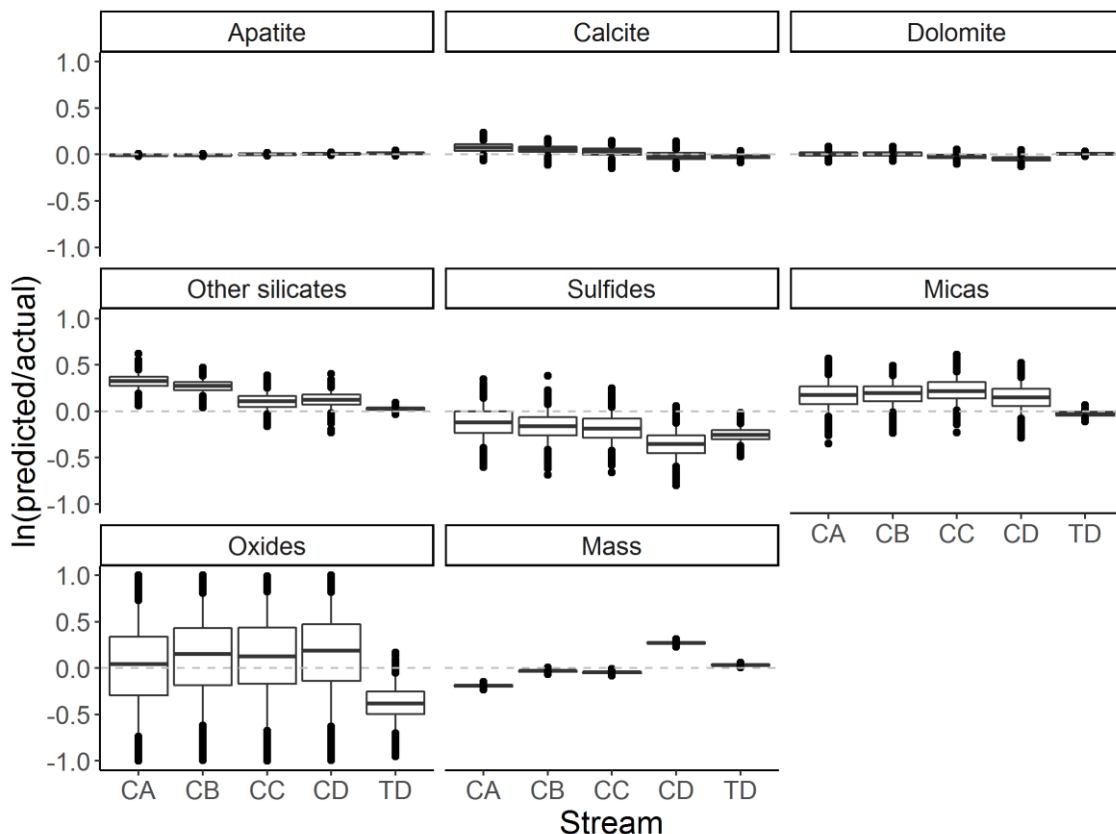 Apatite Calcite Dolomite
1.0
0.5
0.0
-0.5
-1.0
Other silicates Sulfides Micas
1.0
0.5
0.0
-0.5
-1.0
CA CB CC CD TD
Oxides Mass
1.0
0.5
0.0
-0.5
-1.0
CA CB CC CD TD CA CB CC CD TD
Stream
ln(predicted/actual)